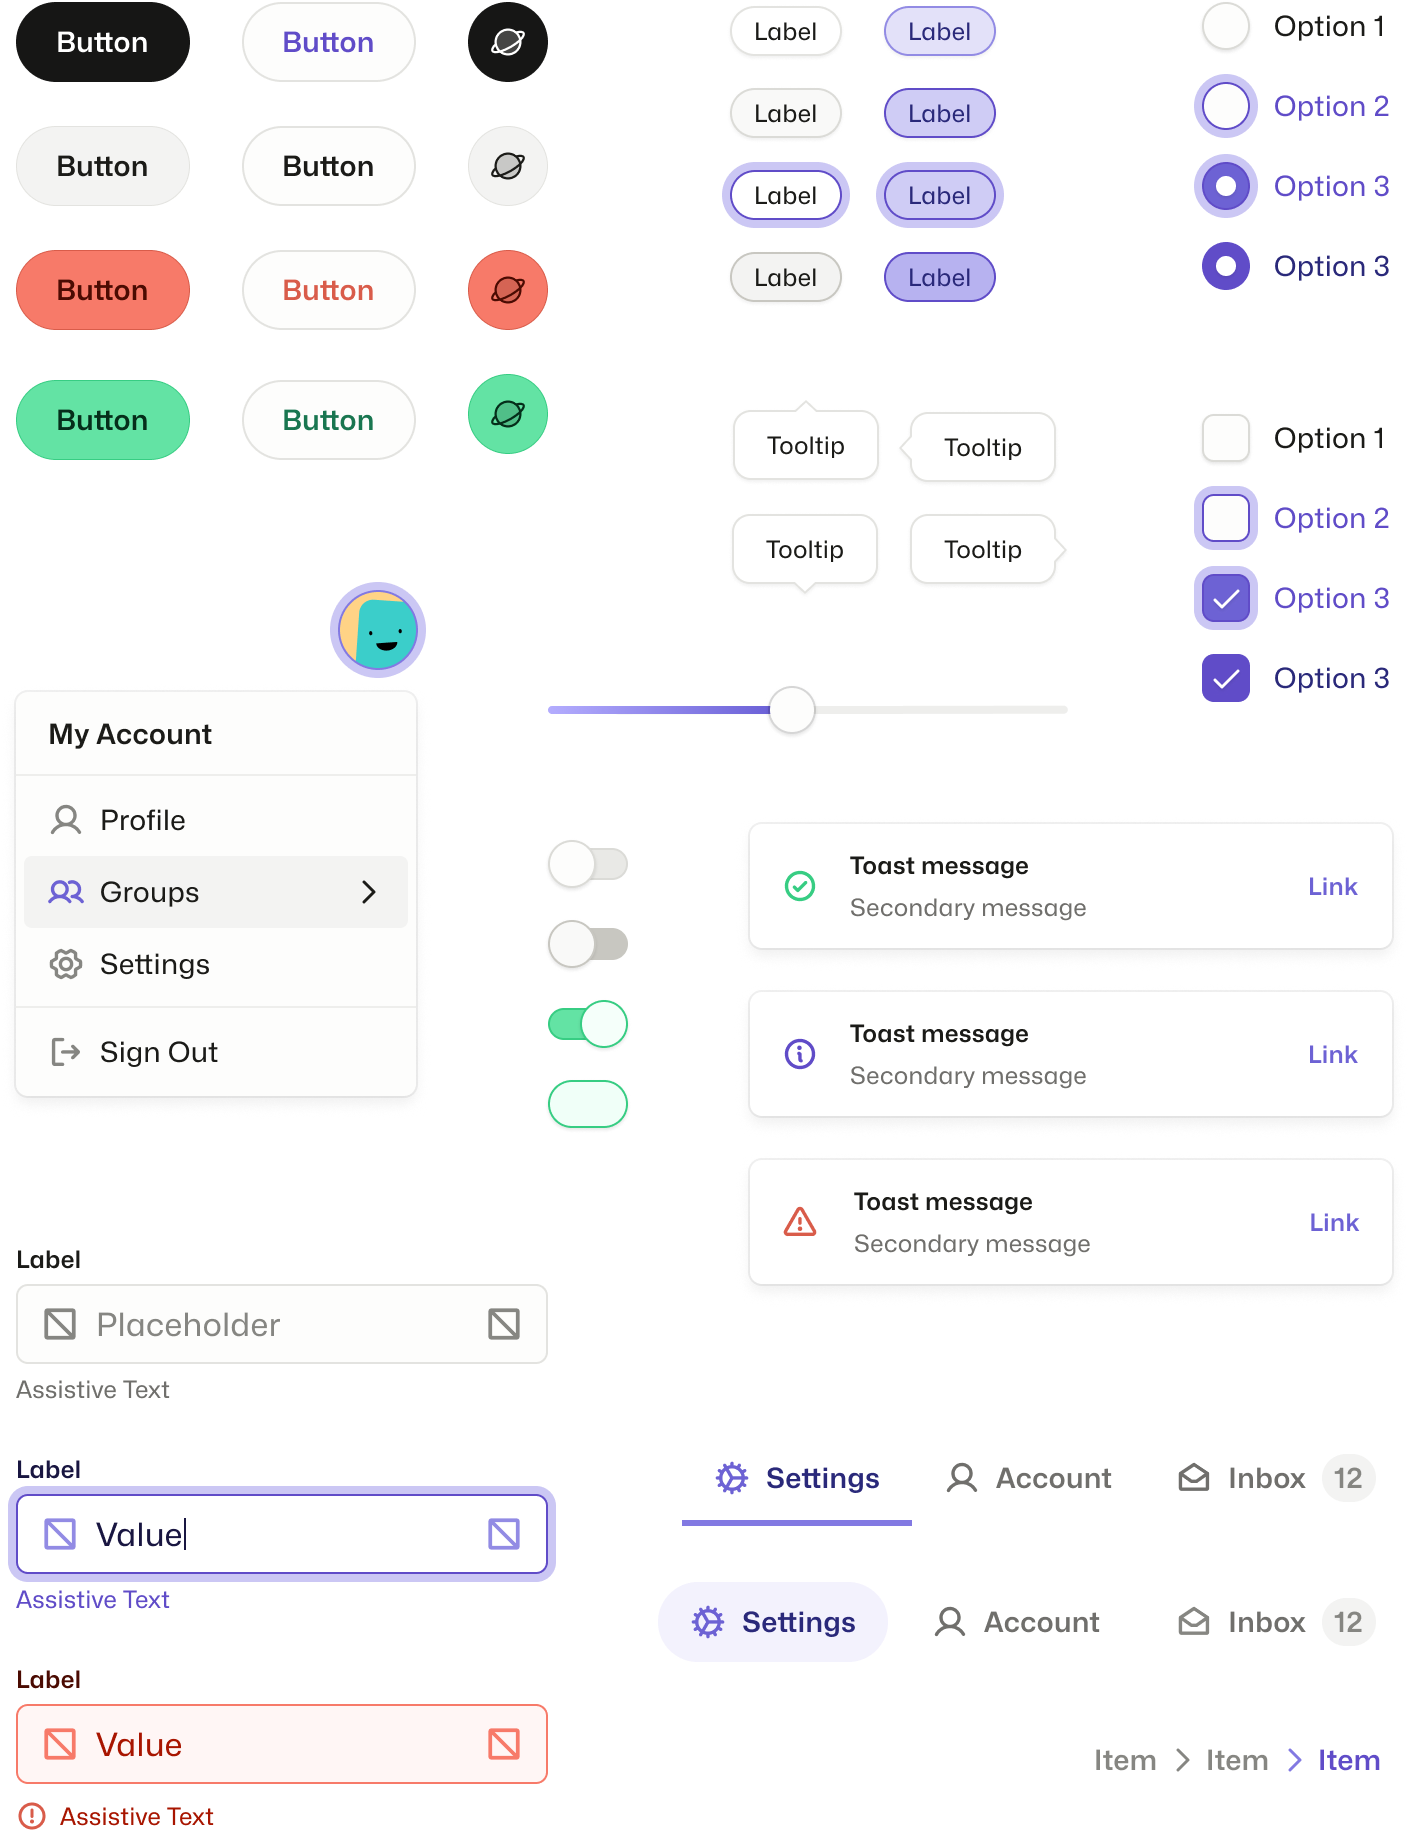 Button
Button
Button
Button
Button
Button
Button
Button
Label
Label
Label
Label
Label
Label
Label
Label
Option 1
Option 2
Option 3
Option 3
Tooltip
Tooltip
Tooltip
Tooltip
Option 1
Option 2
Option 3
Option 3
My Account
Profile
Groups
Settings
Sign Out
Toast message
Secondary message
Link
Toast message
Secondary message
Link
Toast message
Secondary message
Link
Label
Placeholder
Assistive Text
Label
Value
Assistive Text
Label
Value
Assistive Text
Settings
Account
Inbox
12
Settings
Account
Inbox
12
Item
Item
Item